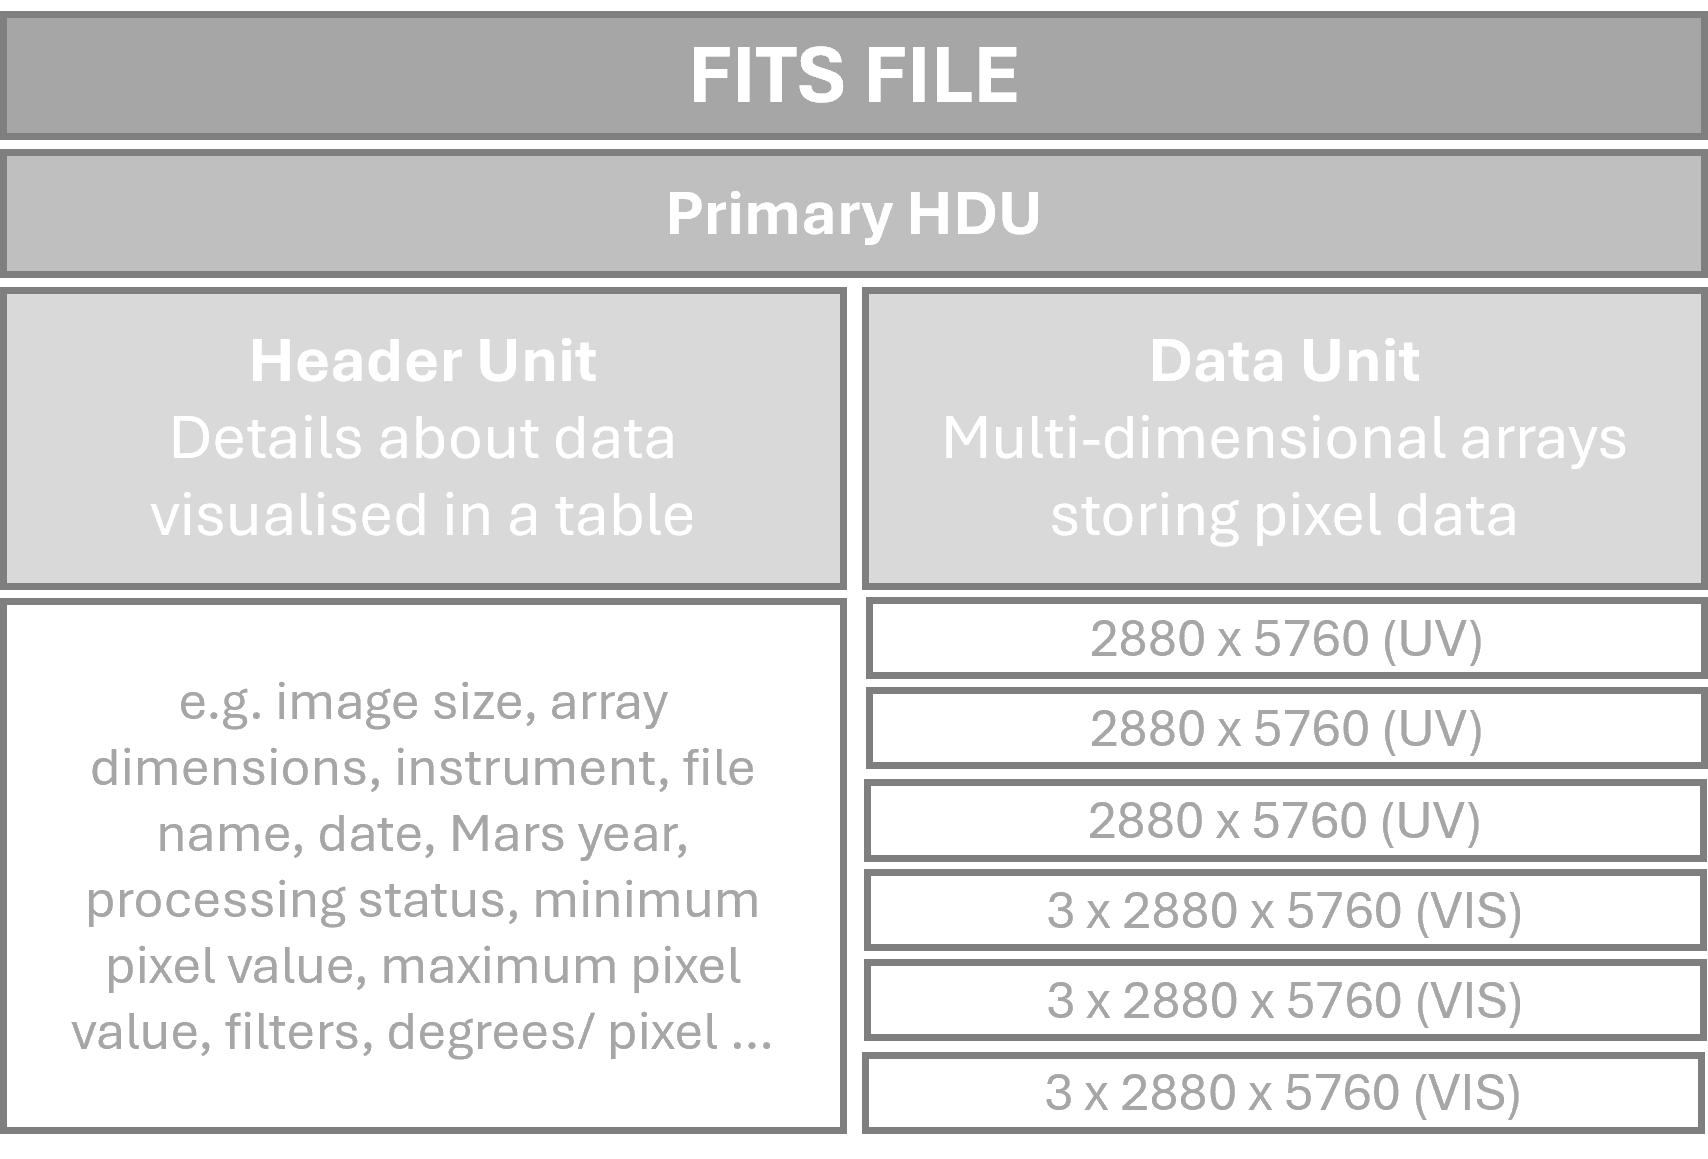 FITS FILE
Primary HDU
Header Unit
Details about data
visualised in a table
Data Unit
Multi-dimensional arrays
storing pixel data
e.g. image size, array
dimensions, instrument, file
name, date, Mars year,
processing status, minimum
pixel value, maximum pixel
value, filters, degrees/ pixel ...
2880 x 5760 (UV)
2880 x 5760 (UV)
2880 x 5760 (UV)
3 x 2880 x 5760 (VIS)
3 x 2880 x 5760 (VIS)
3 x 2880 x 5760 (VIS)